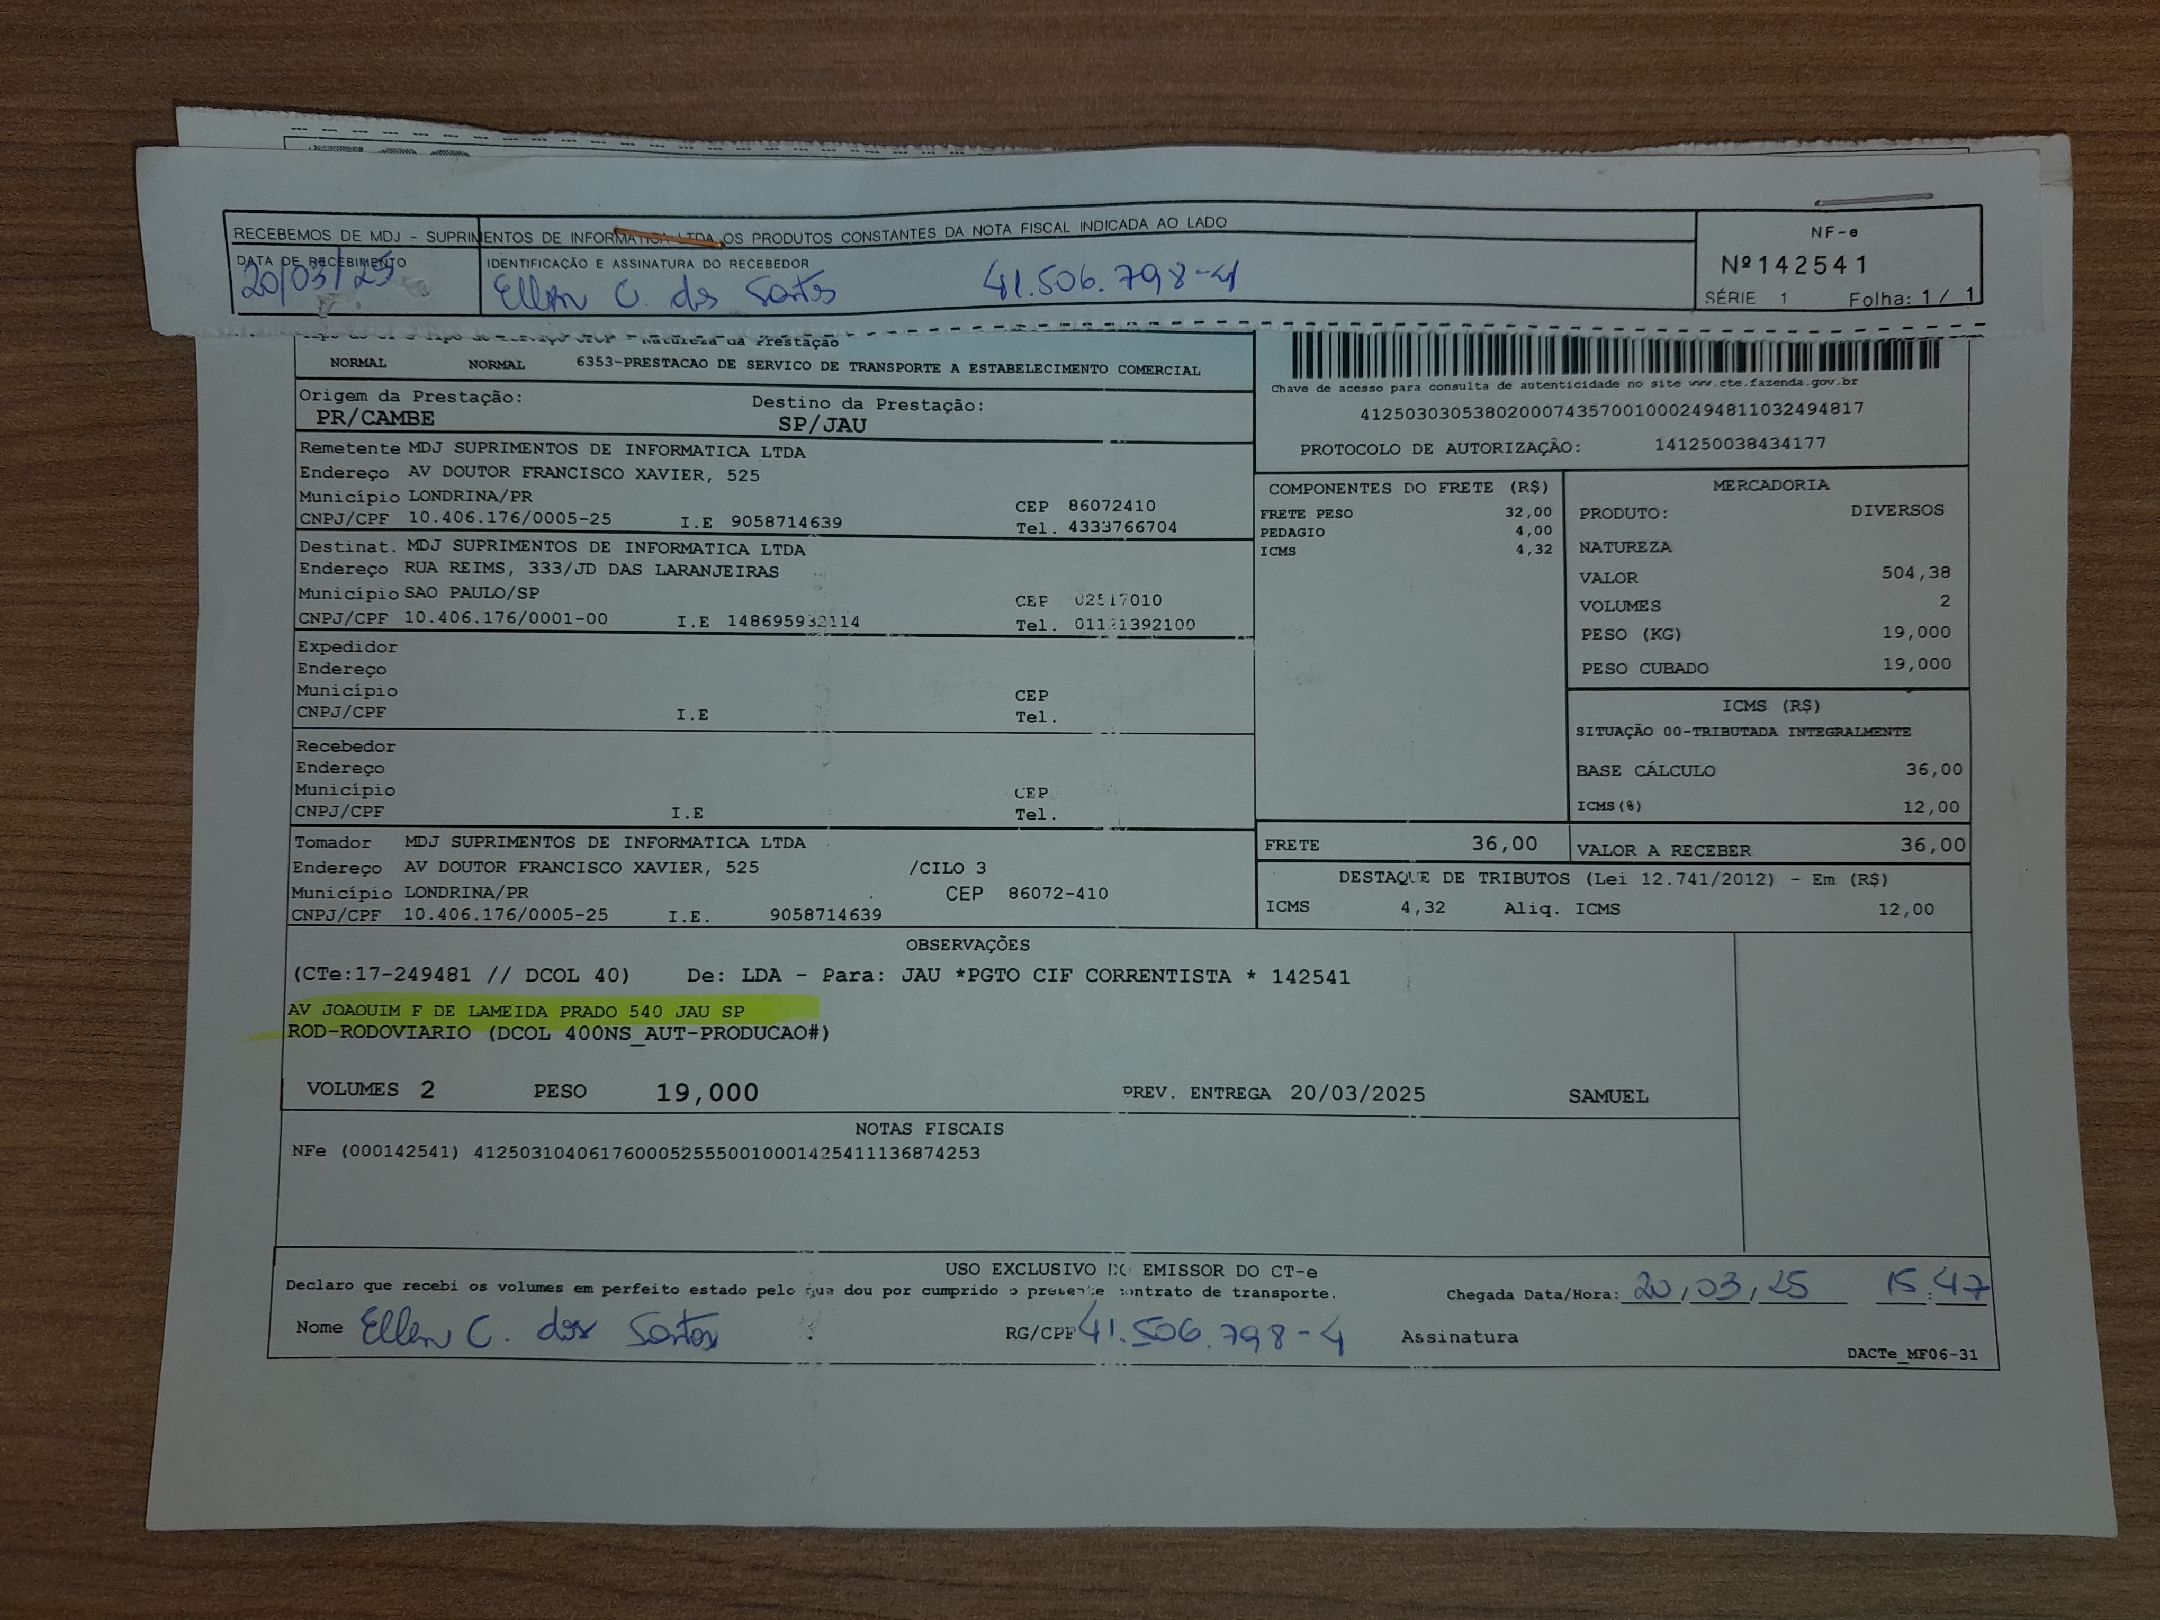 RECEBEMOS DE MDJ - SUPRIMENTOS DE INFORMATICA LTDA OS PRODUTOS CONSTANTES DA NOTA FISCAL INDICADA AO LADO
DATA DE RECEBIMENTO IDENTIFICAÇÃO E ASSINATURA DO RECEBEDOR
20/03/25 Ellen C. dos Santos 41.506.798-4
NF-e
Nº142541
SÉRIE 1 Folha: 1/ 1
Natureza da Prestação
NORMAL NORMAL 6353-PRESTACAO DE SERVICO DE TRANSPORTE A ESTABELECIMENTO COMERCIAL
Origem da Prestação: Destino da Prestação:
PR/CAMBE SP/JAU
Chave de acesso para consulta de autenticidade no site www.cte.fazenda.gov.br
41250303053802000743570010002494811032494817
PROTOCOLO DE AUTORIZAÇÃO: 141250038434177
Remetente MDJ SUPRIMENTOS DE INFORMATICA LTDA
Endereço AV DOUTOR FRANCISCO XAVIER, 525
Município LONDRINA/PR CEP 86072410
CNPJ/CPF 10.406.176/0005-25 I.E 9058714639 Tel. 4333766704
Destinat. MDJ SUPRIMENTOS DE INFORMATICA LTDA
Endereço RUA REIMS, 333/JD DAS LARANJEIRAS
Município SAO PAULO/SP CEP 02517010
CNPJ/CPF 10.406.176/0001-00 I.E 148695932114 Tel. 01121392100
Expedidor
Endereço
Município CEP
CNPJ/CPF I.E Tel.
Recebedor
Endereço
Município CEP
CNPJ/CPF I.E Tel.
Tomador MDJ SUPRIMENTOS DE INFORMATICA LTDA
Endereço AV DOUTOR FRANCISCO XAVIER, 525 /CILO 3
Município LONDRINA/PR CEP 86072-410
CNPJ/CPF 10.406.176/0005-25 I.E. 9058714639
COMPONENTES DO FRETE (R$)
FRETE PESO 32,00
PEDAGIO 4,00
ICMS 4,32
MERCADORIA
PRODUTO: DIVERSOS
NATUREZA
VALOR 504,38
VOLUMES 2
PESO (KG) 19,000
PESO CUBADO 19,000
ICMS (R$)
SITUAÇÃO 00-TRIBUTADA INTEGRALMENTE
BASE CÁLCULO 36,00
ICMS(%) 12,00
FRETE 36,00 VALOR A RECEBER 36,00
DESTAQUE DE TRIBUTOS (Lei 12.741/2012) - Em (R$)
ICMS 4,32 Aliq. ICMS 12,00
OBSERVAÇÕES
(CTe:17-249481 // DCOL 40) De: LDA - Para: JAU *PGTO CIF CORRENTISTA * 142541
AV JOAQUIM F DE LAMEIDA PRADO 540 JAU SP
ROD-RODOVIARIO (DCOL 400NS_AUT-PRODUCAO#)
VOLUMES 2 PESO 19,000 PREV. ENTREGA 20/03/2025 SAMUEL
NOTAS FISCAIS
NFe (000142541) 41250310406176000525550010001425411136874253
USO EXCLUSIVO DO EMISSOR DO CT-e
Declaro que recebi os volumes em perfeito estado pelo que dou por cumprido o presente contrato de transporte. Chegada Data/Hora: 20/03/25 15:47
Nome Ellen C. dos Santos RG/CPF 41.506.798-4 Assinatura
DACTe_MF06-31